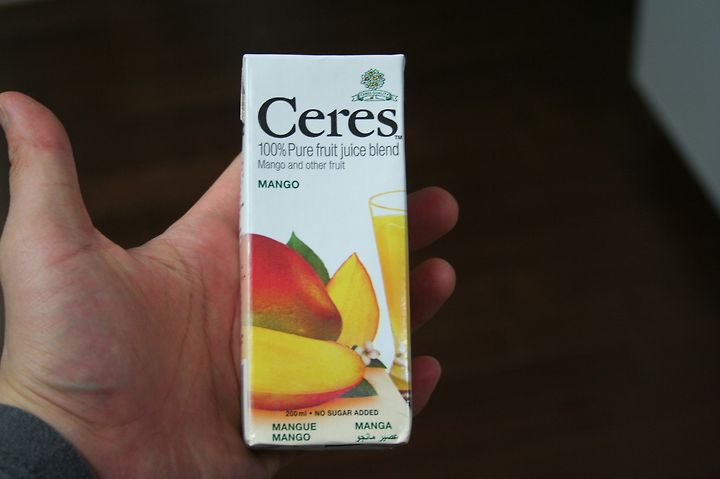 Ceres™
100% Pure fruit juice blend
Mango and other fruit
MANGO
200ml • NO SUGAR ADDED
MANGUE MANGA
MANGO عصير مانجو